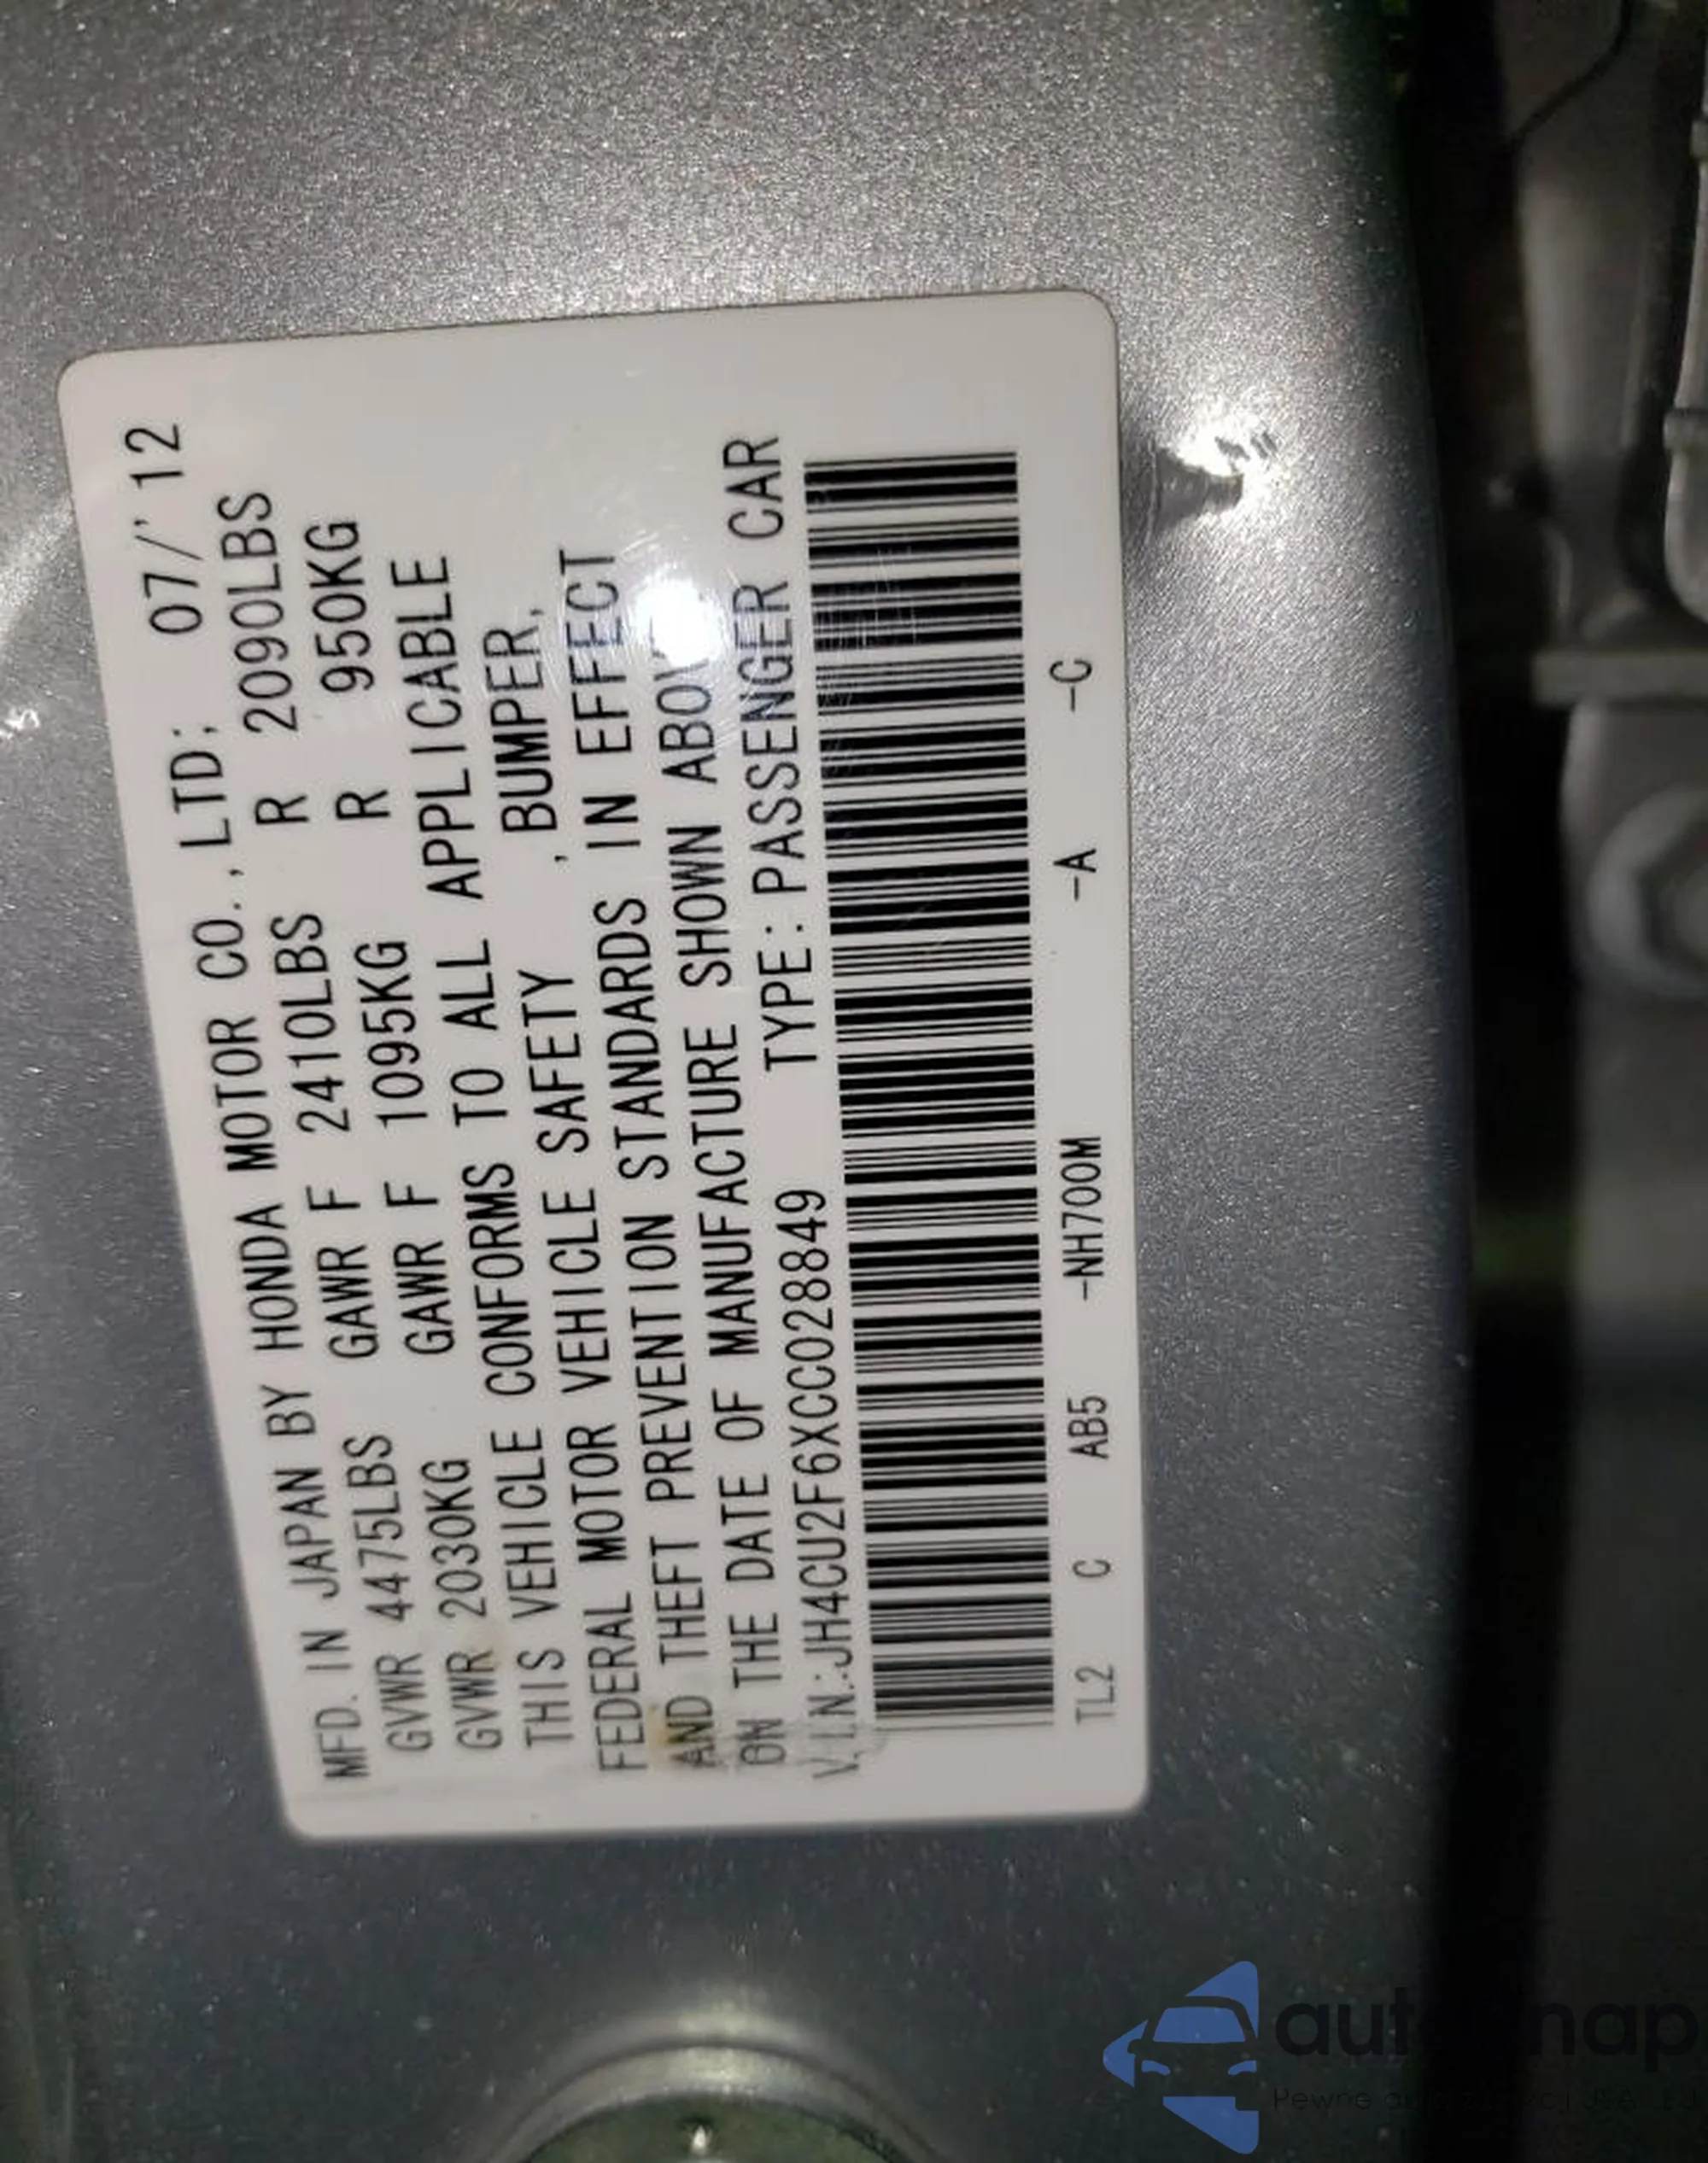 MFD. IN JAPAN BY HONDA MOTOR CO., LTD; 07/'12
GVWR 4475LBS GAWR F 2410LBS R 2090LBS
GVWR 2030KG GAWR F 1095KG R 950KG
THIS VEHICLE CONFORMS TO ALL APPLICABLE
FEDERAL MOTOR VEHICLE SAFETY , BUMPER,
AND THEFT PREVENTION STANDARDS IN EFFECT
ON THE DATE OF MANUFACTURE SHOWN
V.I.N.:JH4CU2F6XCC028849 TYPE: PASSENGER CAR
TL2 C AB5 -NH700M -A -C
Pewne